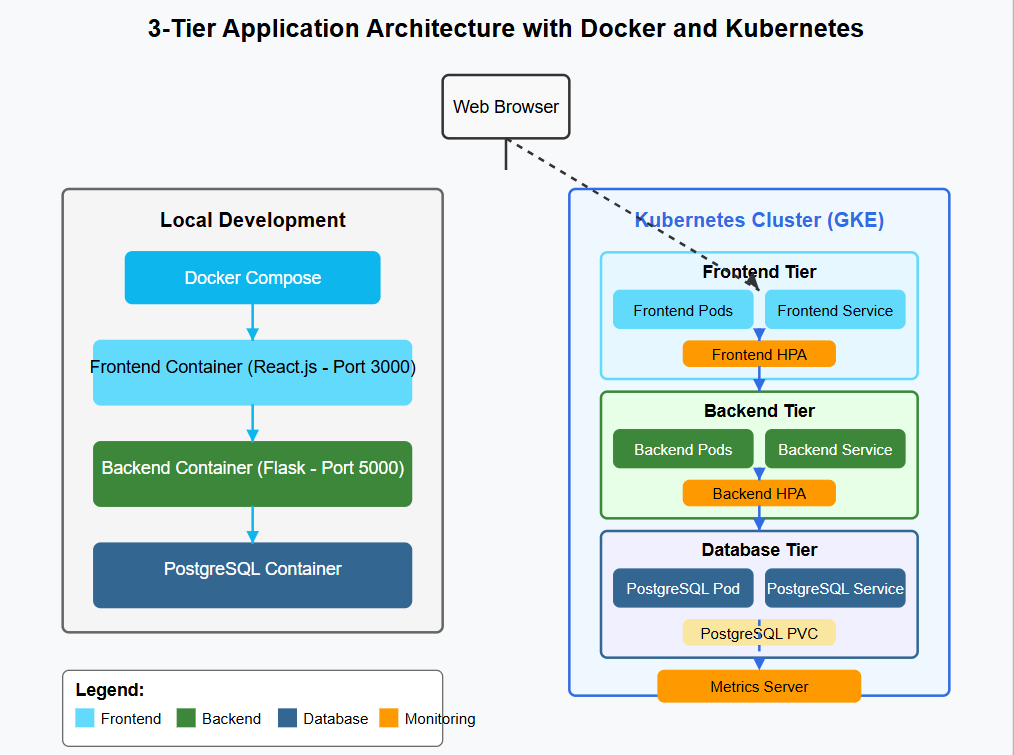 3-Tier Application Architecture with Docker and Kubernetes
Web Browser
Local Development
Docker Compose
Frontend Container (React.js - Port 3000)
Backend Container (Flask - Port 5000)
PostgreSQL Container
Kubernetes Cluster (GKE)
Frontend Tier
Frontend Pods
Frontend Service
Frontend HPA
Backend Tier
Backend Pods
Backend Service
Backend HPA
Database Tier
PostgreSQL Pod
PostgreSQL Service
PostgreSQL PVC
Metrics Server
Legend:
Frontend
Backend
Database
Monitoring